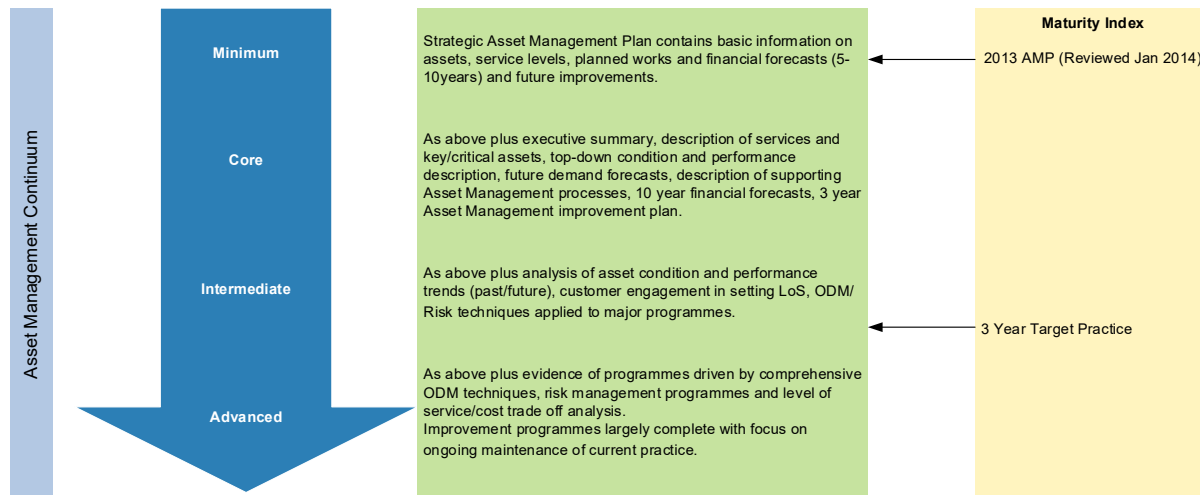 Asset Management Continuum
Minimum
Strategic Asset Management Plan contains basic information on
assets, service levels, planned works and financial forecasts (5-
10years) and future improvements.
Maturity Index
2013 AMP (Reviewed Jan 2014)
Core
As above plus executive summary, description of services and
key/critical assets, top-down condition and performance
description, future demand forecasts, description of supporting
Asset Management processes, 10 year financial forecasts, 3 year
Asset Management improvement plan.
Intermediate
As above plus analysis of asset condition and performance
trends (past/future), customer engagement in setting LoS, ODM/
Risk techniques applied to major programmes.
3 Year Target Practice
Advanced
As above plus evidence of programmes driven by comprehensive
ODM techniques, risk management programmes and level of
service/cost trade off analysis.
Improvement programmes largely complete with focus on
ongoing maintenance of current practice.